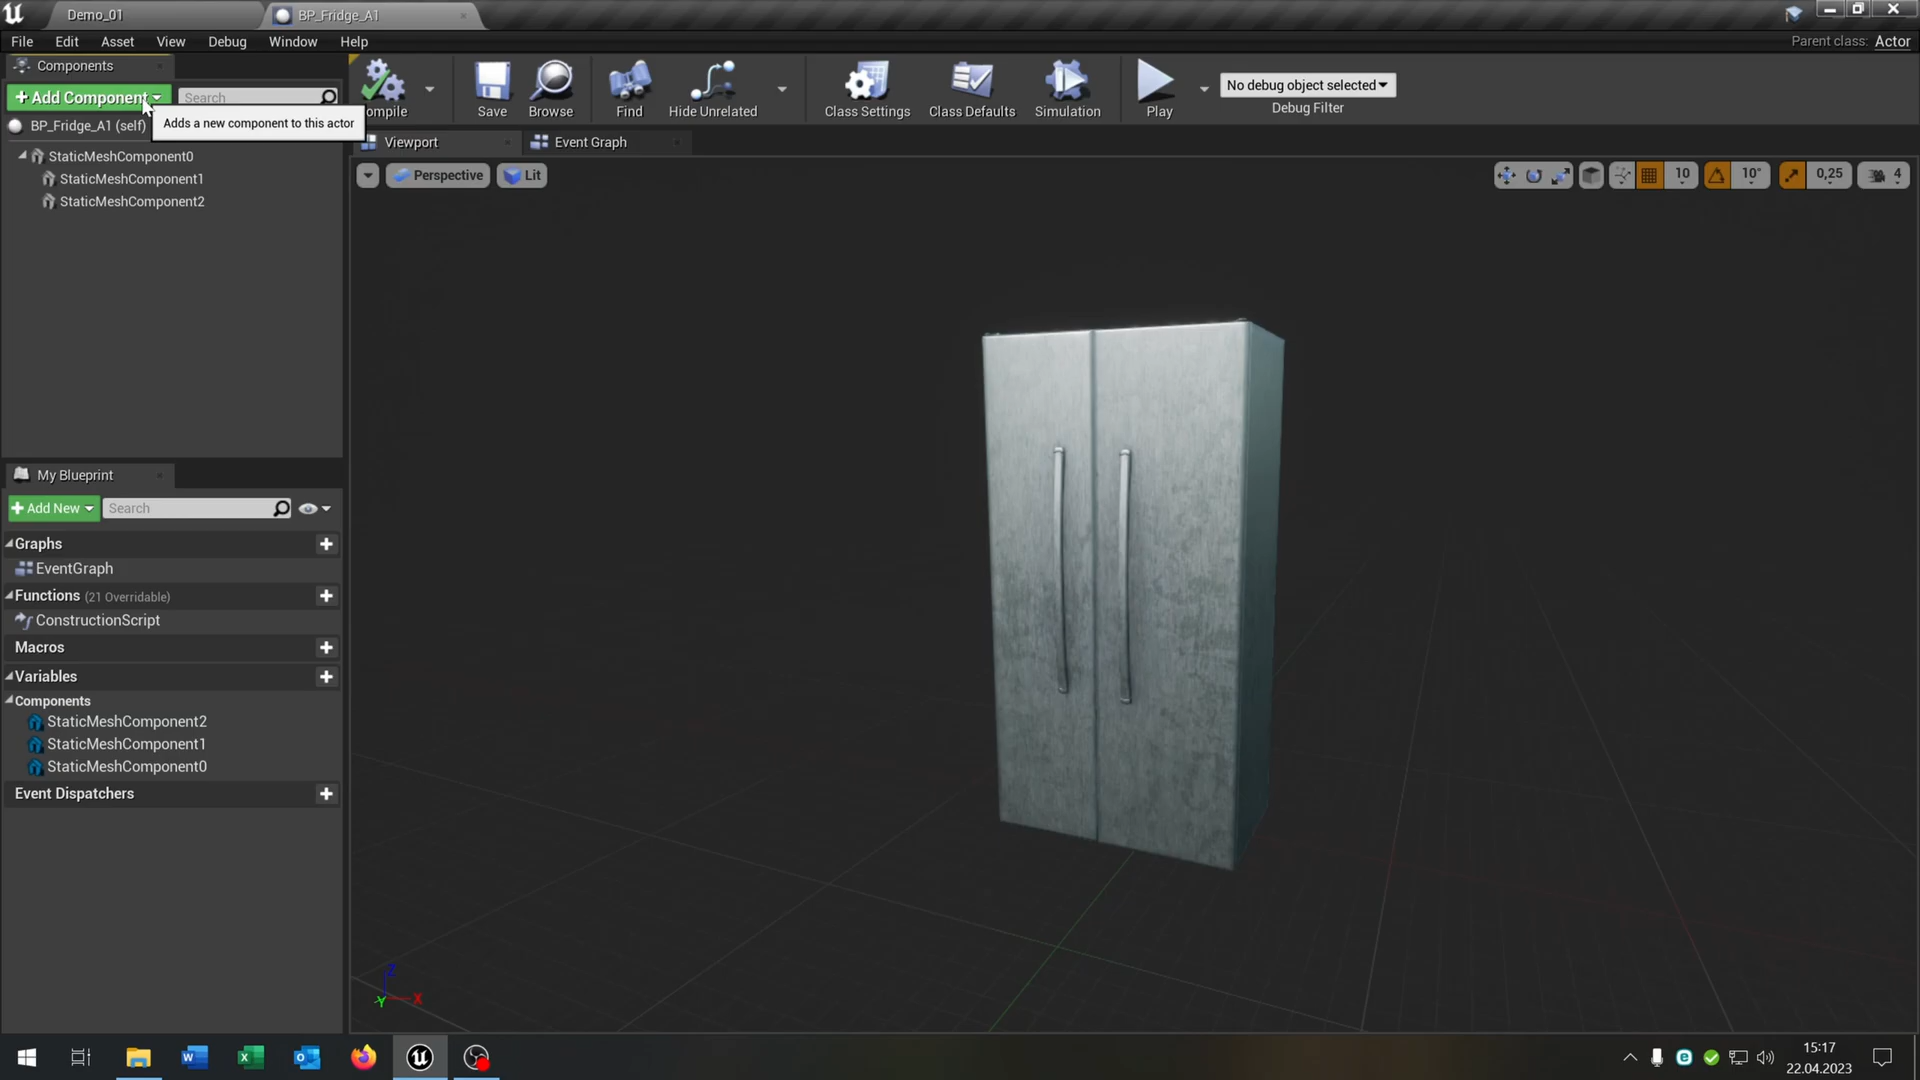 Demo_01
BP_Fridge_A1
File
Edit
Asset
View
Debug
Window
Help
Parent class: Actor
Components
+ Add Component
Search
Adds a new component to this actor
BP_Fridge_A1 (self)
StaticMeshComponent0
StaticMeshComponent1
StaticMeshComponent2
ompile
Save
Browse
Find
Hide Unrelated
Class Settings
Class Defaults
Simulation
Play
No debug object selected
Debug Filter
Viewport
Event Graph
Perspective
Lit
10
10°
0,25
4
My Blueprint
+ Add New
Search
Graphs
EventGraph
Functions (21 Overridable)
ConstructionScript
Macros
Variables
Components
StaticMeshComponent2
StaticMeshComponent1
StaticMeshComponent0
Event Dispatchers
Z
Y
X
15:17
22.04.2023